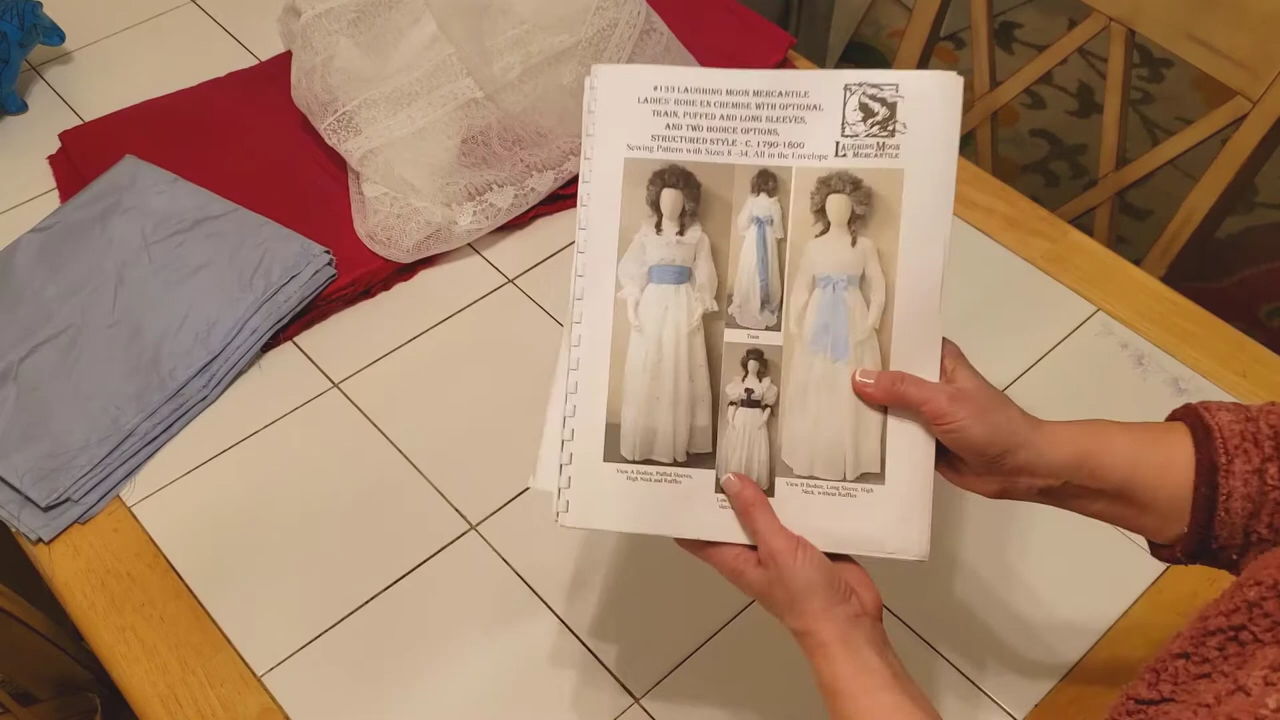 #133 LAUGHING MOON MERCANTILE
LADIES' ROBE EN CHEMISE WITH OPTIONAL
TRAIN, PUFFED AND LONG SLEEVES,
AND TWO BODICE OPTIONS,
STRUCTURED STYLE - C. 1790-1800
Sewing Pattern with Sizes 8 -34, All in the Envelope
LAUGHING MOON
MERCANTILE
Train
View A Bodice, Puffed Sleeves,
High Neck and Ruffles
View B Bodice, Long Sleeve, High
Neck, without Ruffles